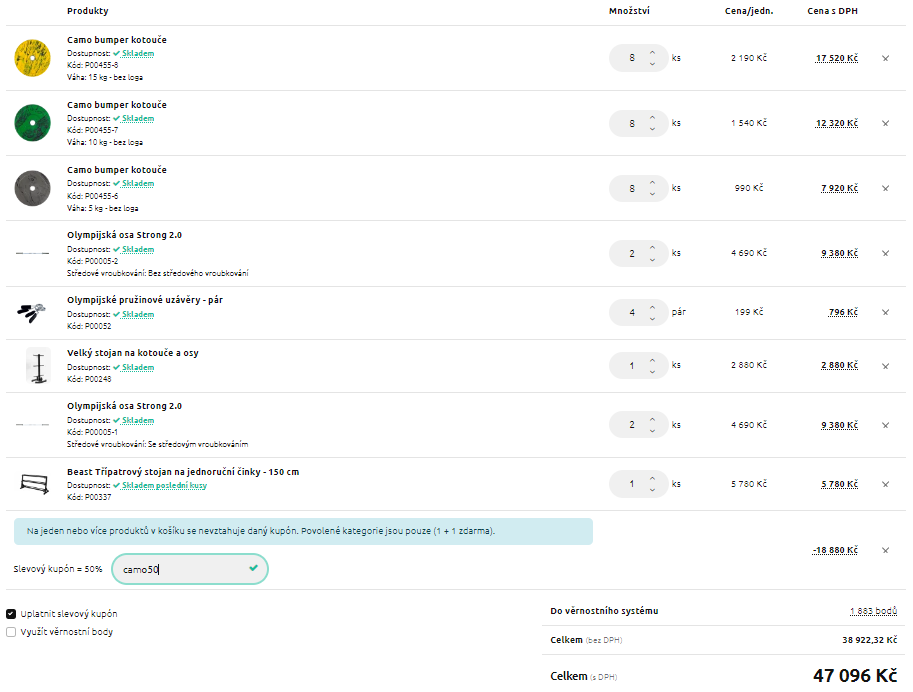 Produkty Množství Cena/jedn. Cena s DPH
Camo bumper kotouče
Dostupnost: Skladem
Kód: P00455-8
Váha: 15 kg - bez loga
8 ks 2 190 Kč 17 520 Kč
Camo bumper kotouče
Dostupnost: Skladem
Kód: P00455-7
Váha: 10 kg - bez loga
8 ks 1 540 Kč 12 320 Kč
Camo bumper kotouče
Dostupnost: Skladem
Kód: P00455-6
Váha: 5 kg - bez loga
8 ks 990 Kč 7 920 Kč
Olympijská osa Strong 2.0
Dostupnost: Skladem
Kód: P00005-2
Středové vroubkování: Bez středového vroubkování
2 ks 4 690 Kč 9 380 Kč
Olympijské pružinové uzávěry - pár
Dostupnost: Skladem
Kód: P00052
4 pár 199 Kč 796 Kč
Velký stojan na kotouče a osy
Dostupnost: Skladem
Kód: P00248
1 ks 2 880 Kč 2 880 Kč
Olympijská osa Strong 2.0
Dostupnost: Skladem
Kód: P00005-1
Středové vroubkování: Se středovým vroubkováním
2 ks 4 690 Kč 9 380 Kč
Beast Třípatrový stojan na jednoruční činky - 150 cm
Dostupnost: Skladem poslední kusy
Kód: P00337
1 ks 5 780 Kč 5 780 Kč
Na jeden nebo více produktů v košíku se nevztahuje daný kupón. Povolené kategorie jsou pouze (1 + 1 zdarma).
-18 880 Kč
Slevový kupón = 50% camo50
Uplatnit slevový kupón
Využít věrnostní body
Do věrnostního systému 1 883 bodů
Celkem (bez DPH) 38 922,32 Kč
Celkem (s DPH) 47 096 Kč